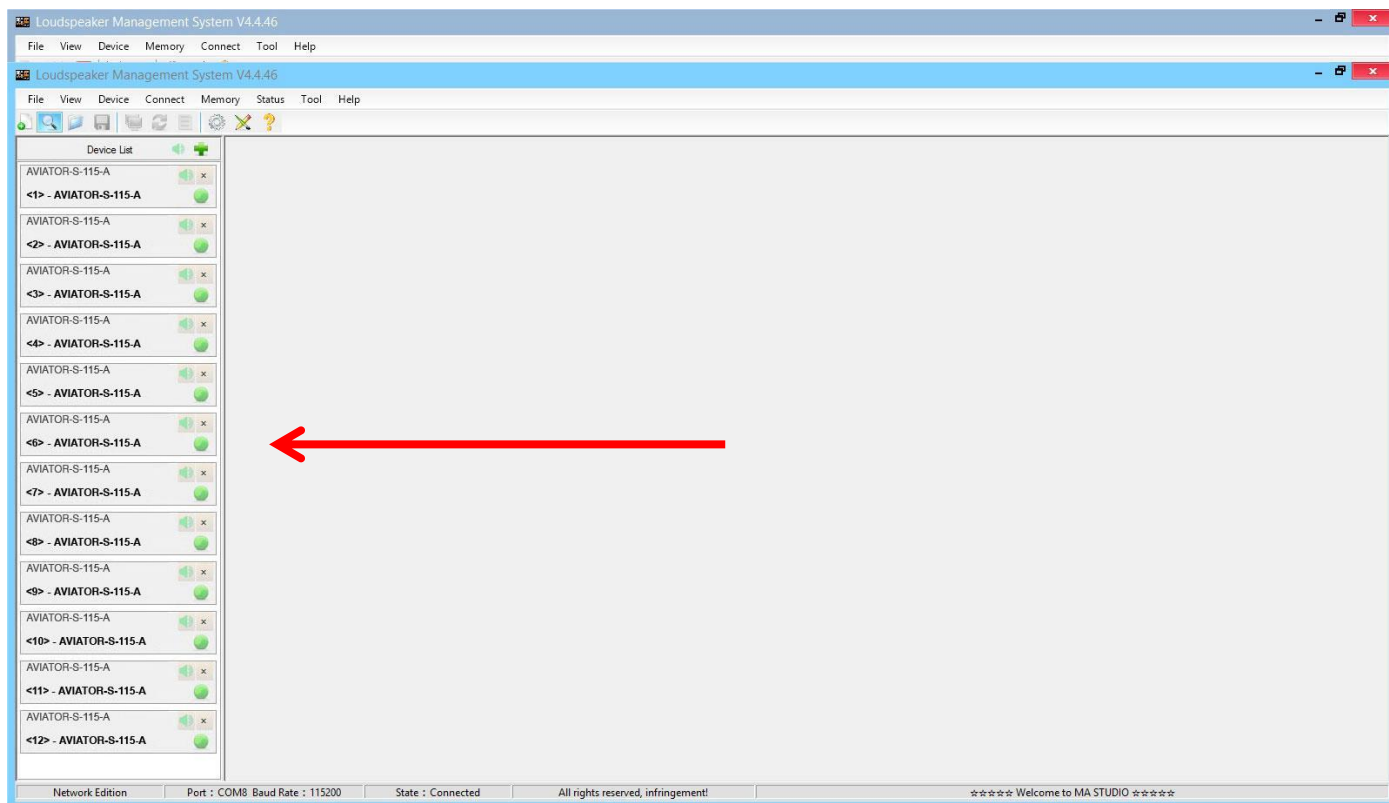 Loudspeaker Management System V4.4.46
File View Device Memory Connect Tool Help
Loudspeaker Management System V4.4.46
File View Device Connect Memory Status Tool Help
Device List
AVIATOR-S-115-A
<1> - AVIATOR-S-115-A
AVIATOR-S-115-A
<2> - AVIATOR-S-115-A
AVIATOR-S-115-A
<3> - AVIATOR-S-115-A
AVIATOR-S-115-A
<4> - AVIATOR-S-115-A
AVIATOR-S-115-A
<5> - AVIATOR-S-115-A
AVIATOR-S-115-A
<6> - AVIATOR-S-115-A
AVIATOR-S-115-A
<7> - AVIATOR-S-115-A
AVIATOR-S-115-A
<8> - AVIATOR-S-115-A
AVIATOR-S-115-A
<9> - AVIATOR-S-115-A
AVIATOR-S-115-A
<10> - AVIATOR-S-115-A
AVIATOR-S-115-A
<11> - AVIATOR-S-115-A
AVIATOR-S-115-A
<12> - AVIATOR-S-115-A
Network Edition Port : COM8 Baud Rate : 115200 State : Connected All rights reserved, infringement! ☆☆☆☆☆ Welcome to MA STUDIO ☆☆☆☆☆